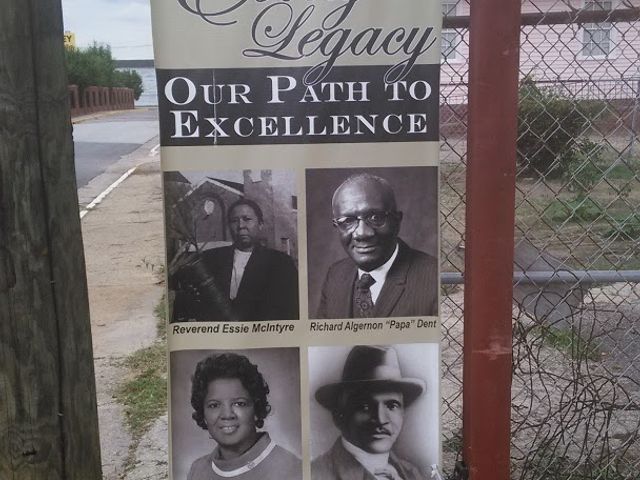 Legacy
OUR PATH TO
EXCELLENCE
Reverend Essie McIntyre
Richard Algernon "Papa" Dent